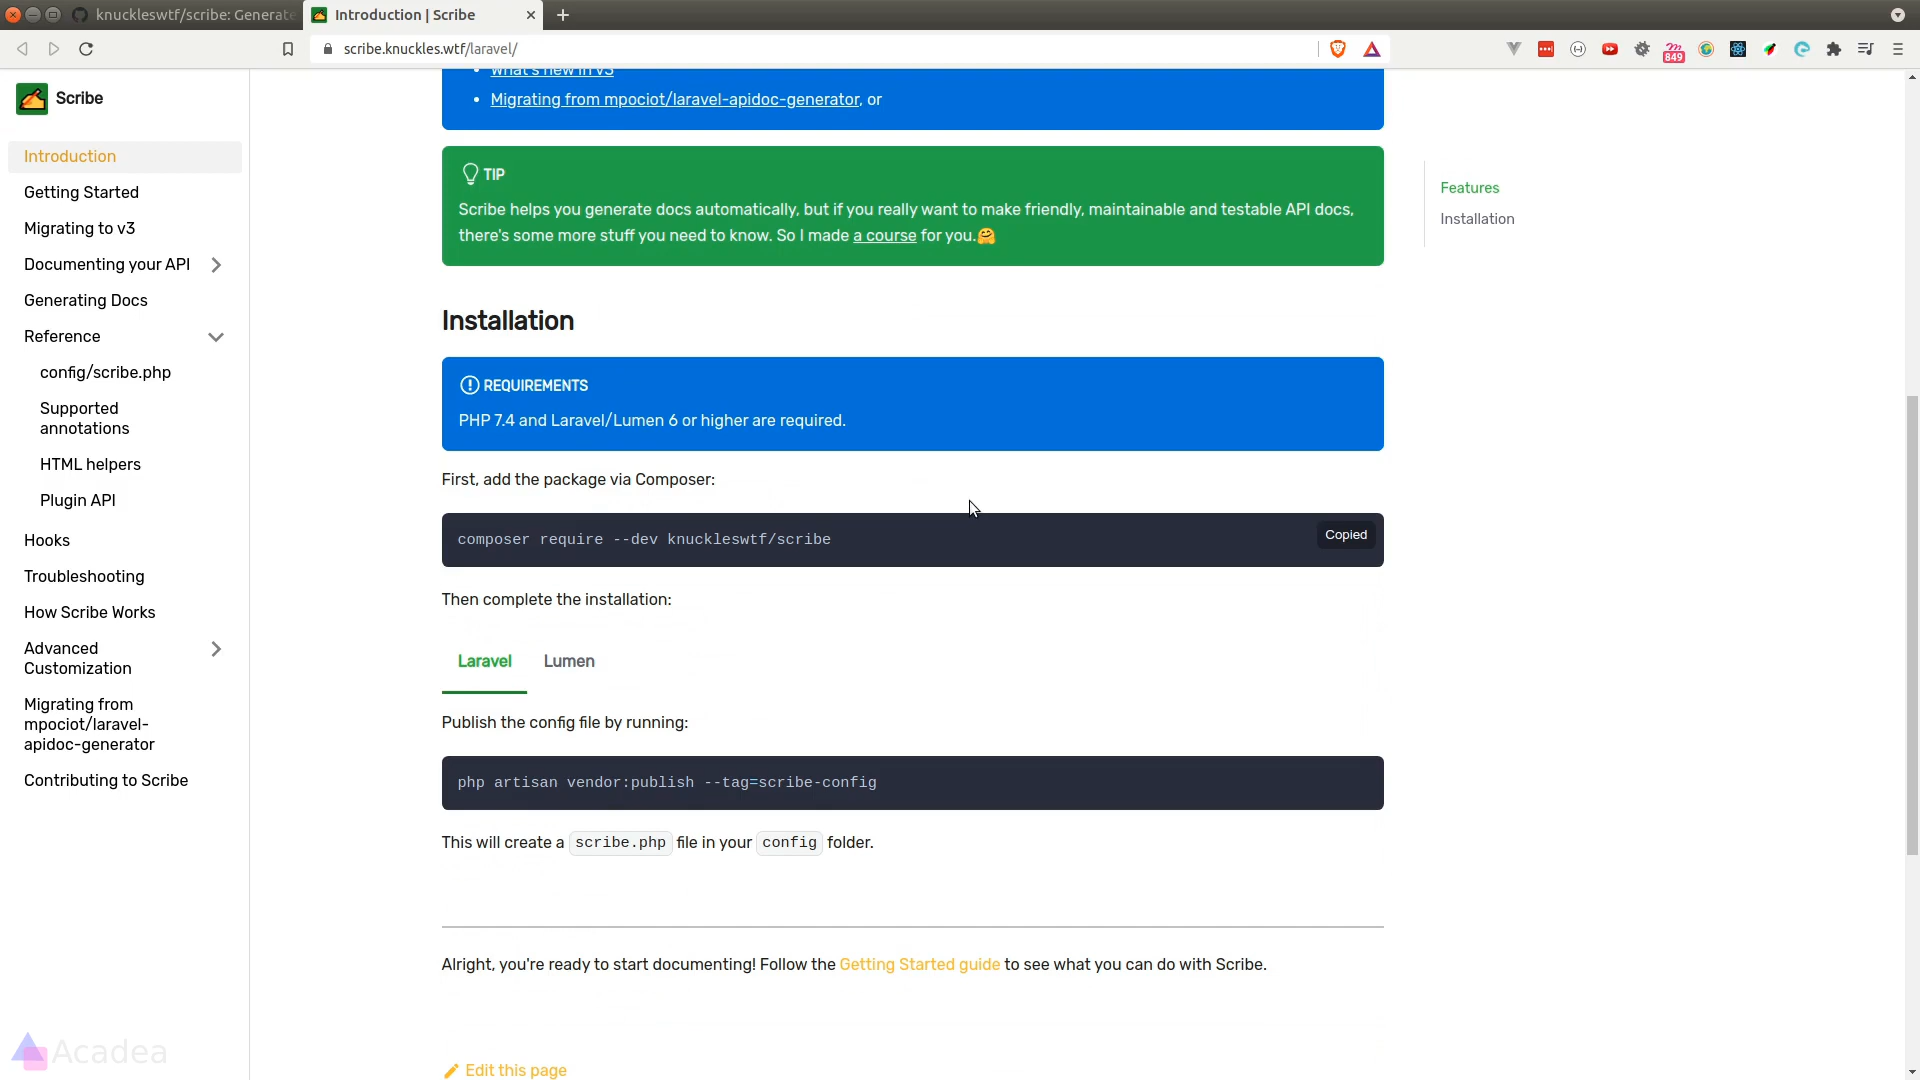 knuckleswtf/scribe: Generate
Introduction | Scribe
scribe.knuckles.wtf/laravel/
849
Scribe
Introduction
Getting Started
Migrating to v3
Documenting your API
Generating Docs
Reference
config/scribe.php
Supported
annotations
HTML helpers
Plugin API
Hooks
Troubleshooting
How Scribe Works
Advanced
Customization
Migrating from
mpociot/laravel-
apidoc-generator
Contributing to Scribe
what's new in v3
Migrating from mpociot/laravel-apidoc-generator, or
TIP
Scribe helps you generate docs automatically, but if you really want to make friendly, maintainable and testable API docs,
there's some more stuff you need to know. So I made a course for you.🤗
Installation
REQUIREMENTS
PHP 7.4 and Laravel/Lumen 6 or higher are required.
First, add the package via Composer:
composer require --dev knuckleswtf/scribe
Copied
Then complete the installation:
Laravel
Lumen
Publish the config file by running:
php artisan vendor:publish --tag=scribe-config
This will create a scribe.php file in your config folder.
Alright, you're ready to start documenting! Follow the Getting Started guide to see what you can do with Scribe.
Edit this page
Features
Installation
Acadea